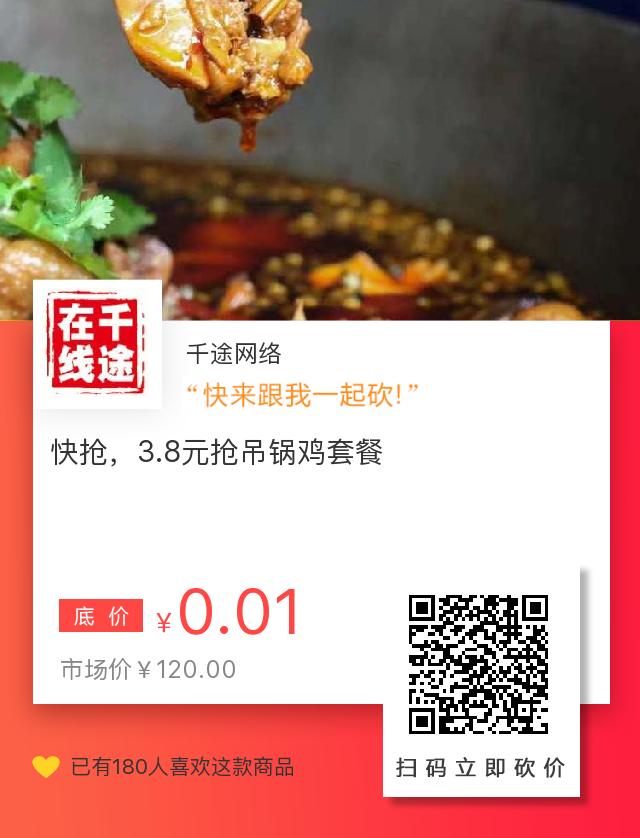 千途
在线
千途网络
“快来跟我一起砍!”
快抢，3.8元抢吊锅鸡套餐
底 价 ¥0.01
市场价¥120.00
已有180人喜欢这款商品
扫码立即砍价